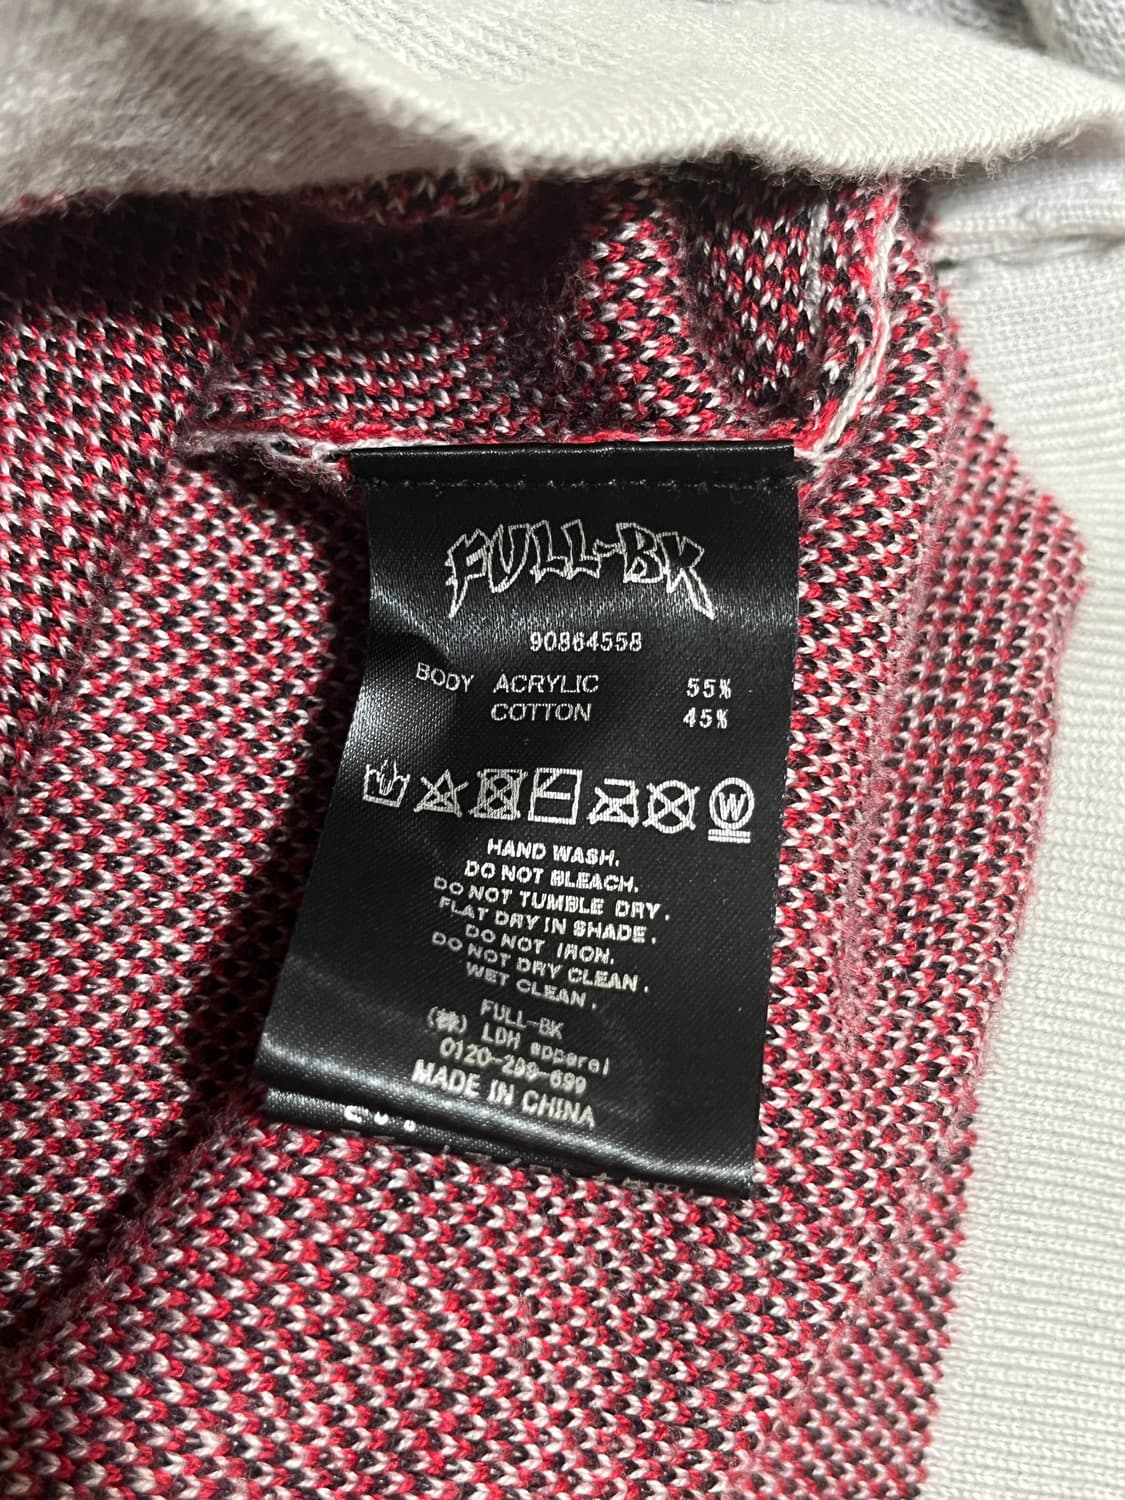 FULL-BK
90864558
BODY ACRYLIC 55%
COTTON 45%
W
HAND WASH.
DO NOT BLEACH.
DO NOT TUMBLE DRY.
FLAT DRY IN SHADE.
DO NOT IRON.
DO NOT DRY CLEAN.
WET CLEAN.
FULL-BK
(株) LDH apparel
0120-299-699
MADE IN CHINA